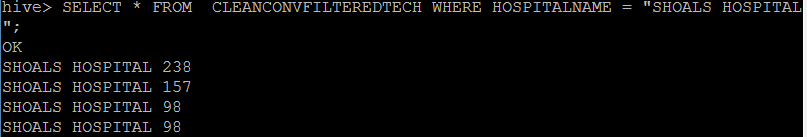 hive> SELECT * FROM  CLEANCONVFILTEREDTECH WHERE HOSPITALNAME = "SHOALS HOSPITAL
";
OK
SHOALS HOSPITAL 238
SHOALS HOSPITAL 157
SHOALS HOSPITAL 98
SHOALS HOSPITAL 98